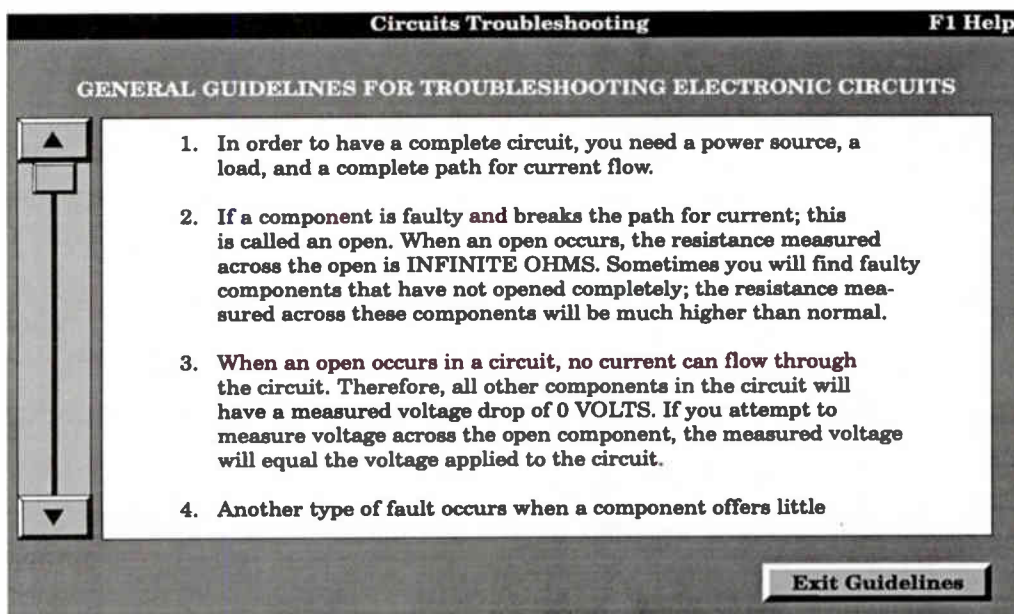 Circuits Troubleshooting F1 Help
GENERAL GUIDELINES FOR TROUBLESHOOTING ELECTRONIC CIRCUITS
1. In order to have a complete circuit, you need a power source, a
load, and a complete path for current flow.
2. If a component is faulty and breaks the path for current; this
is called an open. When an open occurs, the resistance measured
across the open is INFINITE OHMS. Sometimes you will find faulty
components that have not opened completely; the resistance mea-
sured across these components will be much higher than normal.
3. When an open occurs in a circuit, no current can flow through
the circuit. Therefore, all other components in the circuit will
have a measured voltage drop of 0 VOLTS. If you attempt to
measure voltage across the open component, the measured voltage
will equal the voltage applied to the circuit.
4. Another type of fault occurs when a component offers little
Exit Guidelines